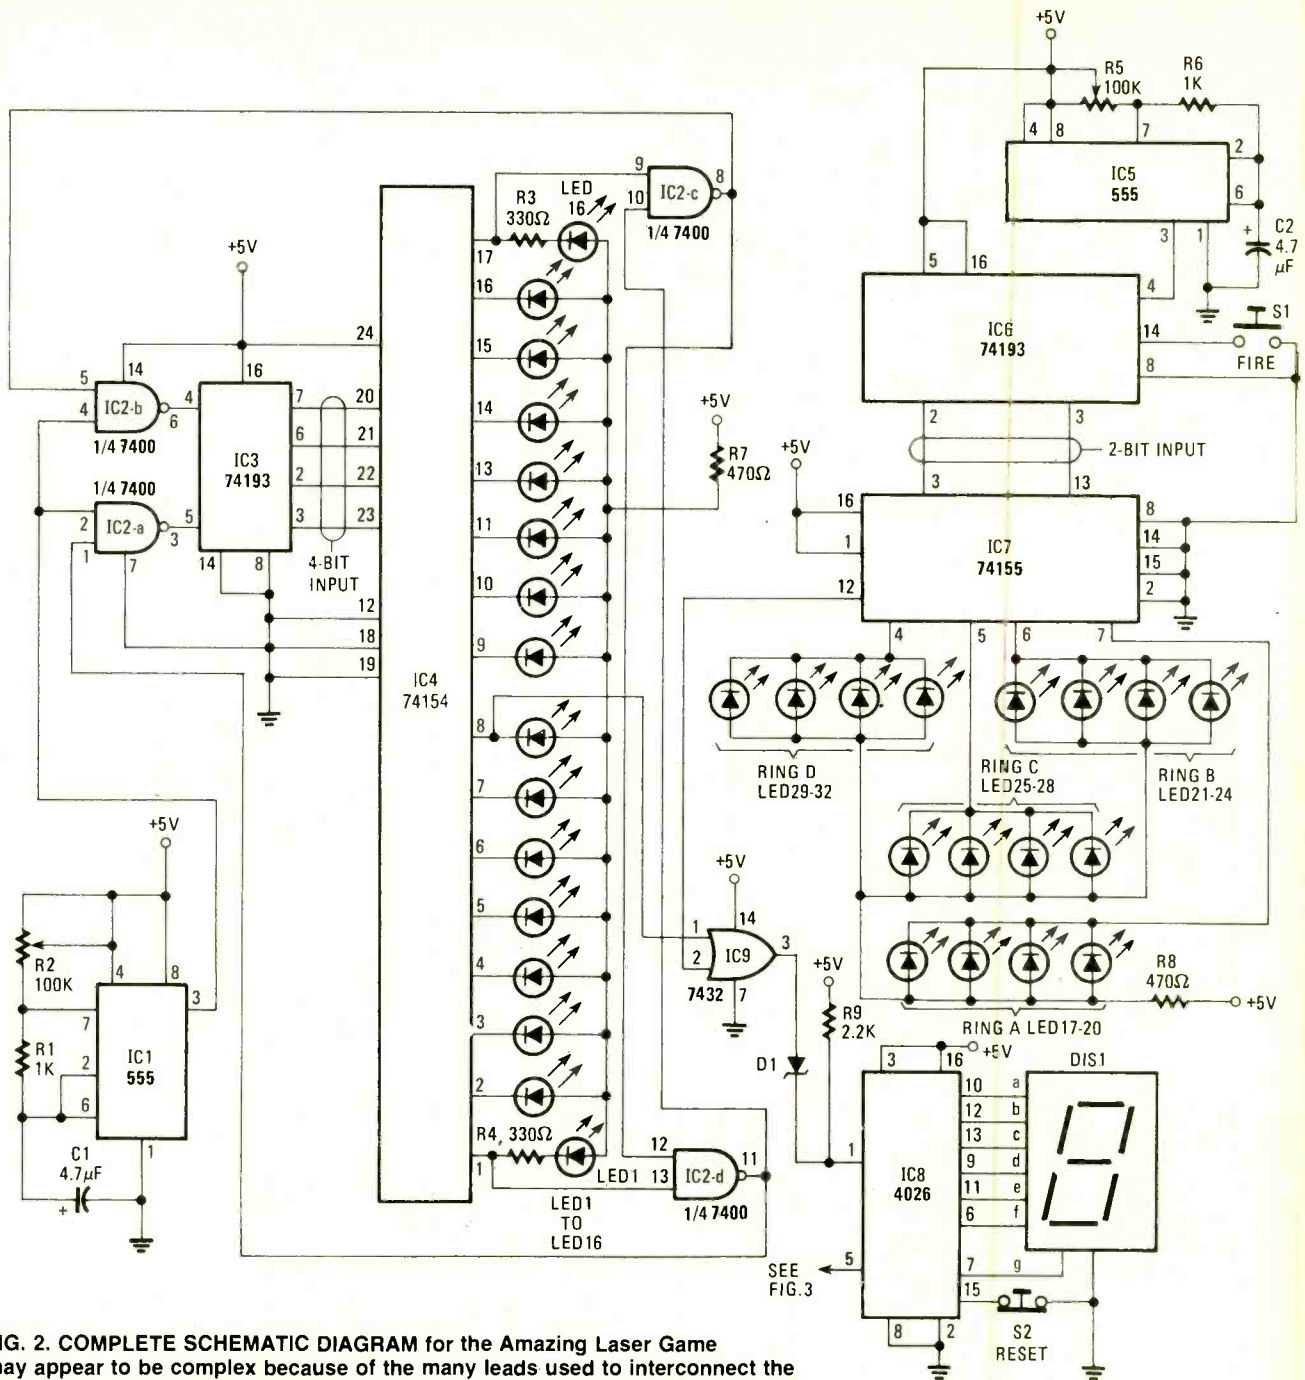 +5V
R5
100K
R6
1K
4
8
7
2
IC5
555
6
3
1
+
C2
4.7
μF
9
10
IC2-c
8
1/4 7400
R3
330Ω
LED
16
17
16
15
14
13
11
10
9
8
7
6
5
4
3
2
1
+5V
24
20
21
22
23
12
18
19
IC4
74154
14
5
4
IC2-b
6
1/4 7400
1/4 7400
2
1
IC2-a
3
7
16
4
5
IC3
74193
7
6
2
3
14
8
4-BIT
INPUT
5
16
IC6
74193
4
14
8
S1
FIRE
2
3
2-BIT INPUT
3
13
+5V
R7
470Ω
+5V
16
1
12
IC7
74155
8
14
15
2
4
5
6
7
RING D
LED29-32
RING C
LED25-28
RING B
LED21-24
RING A LED17-20
R8
470Ω
+5V
+5V
R2
100K
4
8
3
7
R1
1K
2
6
IC1
555
1
C1
4.7μF
+
R4, 330Ω
LED1
LED1
TO
LED16
12
13
IC2-d
11
1/4 7400
+5V
14
1
2
IC9
3
7432
7
D1
+5V
R9
2.2K
3
16
+5V
1
IC8
4026
10 a
12 b
13 c
9 d
11 e
6 f
7 g
15
5
SEE
FIG.3
8
2
DIS1
S2
RESET
IG. 2. COMPLETE SCHEMATIC DIAGRAM for the Amazing Laser Game
nay appear to be complex because of the many leads used to interconnect the